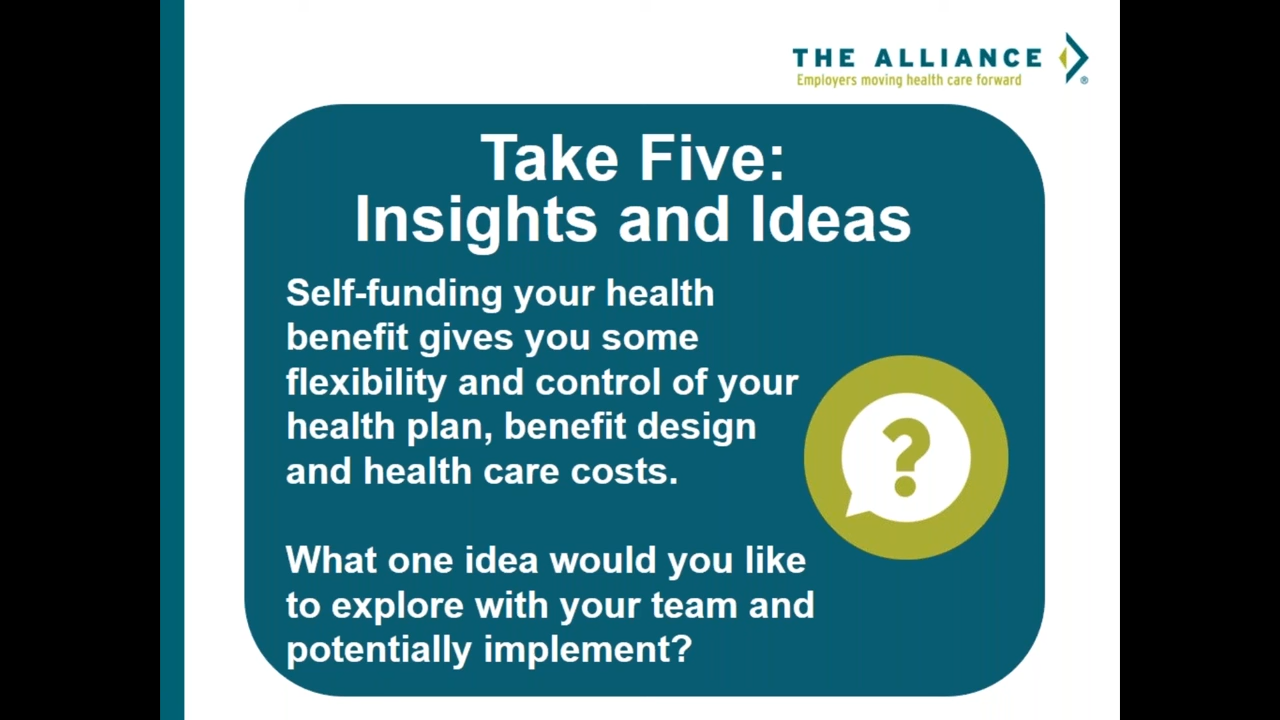 THE ALLIANCE
Employers moving health care forward
®
Take Five:
Insights and Ideas
Self-funding your health
benefit gives you some
flexibility and control of your
health plan, benefit design
and health care costs.
?
What one idea would you like
to explore with your team and
potentially implement?